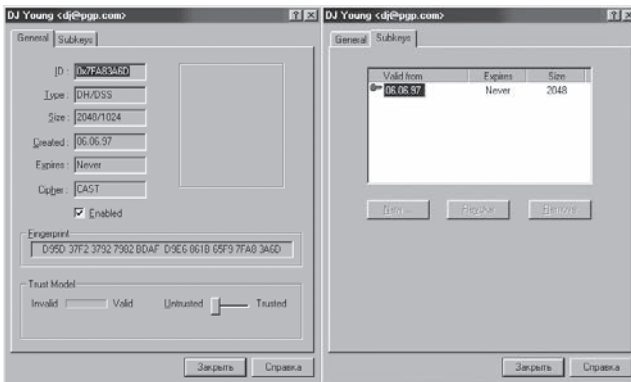 DJ Young <dj@pgp.com>
General Subkeys
ID : 0x7FA83A6D
Type : DH/DSS
Size : 2048/1024
Created : 06.06.97
Expires : Never
Cipher : CAST
Enabled
Fingerprint
D95D 37F2 3792 7982 BDAF D9E6 861B 65F9 7FA8 3A6D
Trust Model
Invalid Valid Untrusted Trusted
Закрыть Справка
DJ Young <dj@pgp.com>
General Subkeys
Valid from Expires Size
06.06.97 Never 2048
New... Revoke Remove
Закрыть Справка